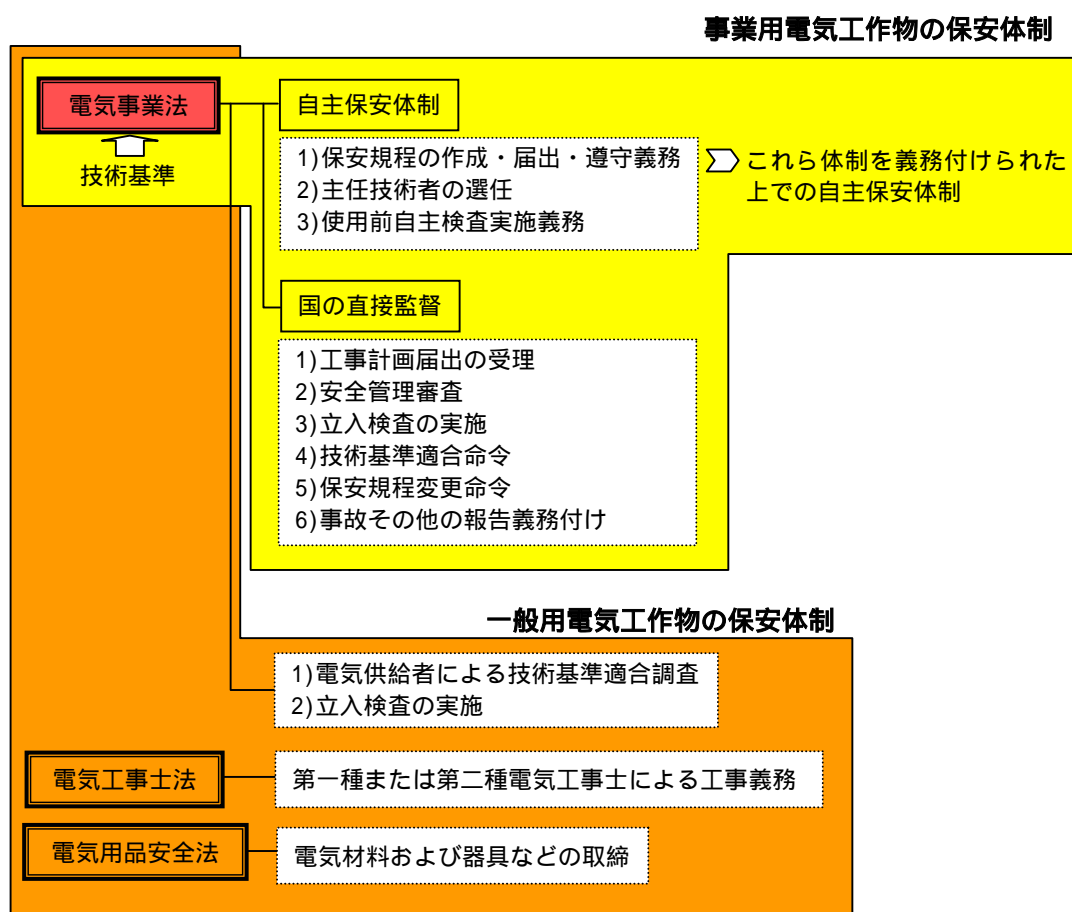 事業用電気工作物の保安体制
電気事業法
技術基準
自主保安体制
1)保安規程の作成・届出・遵守義務
2)主任技術者の選任
3)使用前自主検査実施義務
これら体制を義務付けられた
上での自主保安体制
国の直接監督
1)工事計画届出の受理
2)安全管理審査
3)立入検査の実施
4)技術基準適合命令
5)保安規程変更命令
6)事故その他の報告義務付け
一般用電気工作物の保安体制
1)電気供給者による技術基準適合調査
2)立入検査の実施
電気工事士法
第一種または第二種電気工事士による工事義務
電気用品安全法
電気材料および器具などの取締